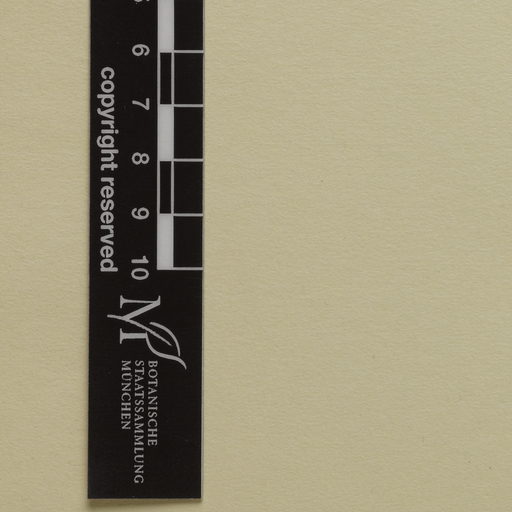 6
7
8
9
10
copyright reserved
BOTANISCHE
STAATSSAMMLUNG
MÜNCHEN